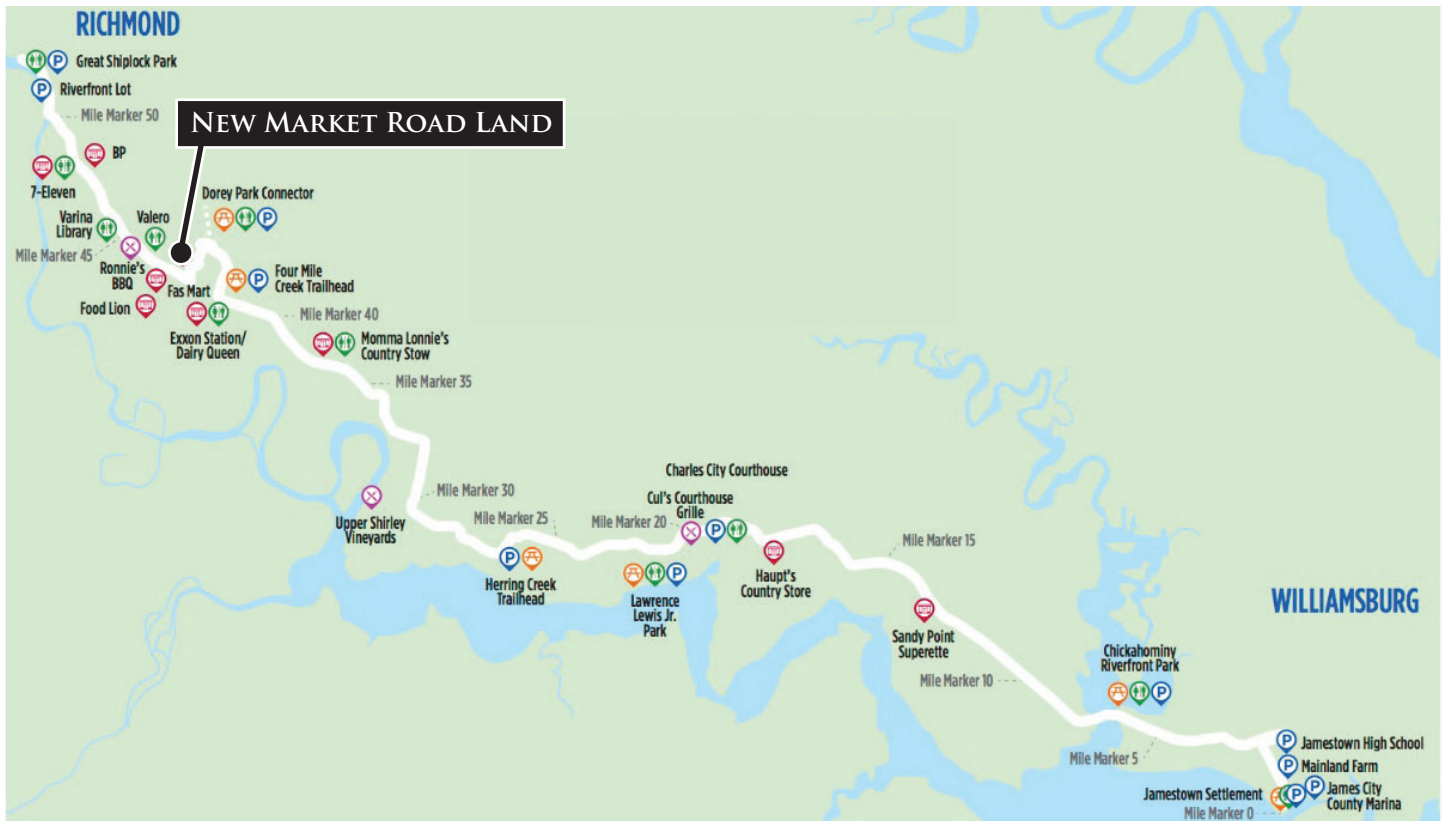 RICHMOND
Great Shiplock Park
Riverfront Lot
Mile Marker 50
NEW MARKET ROAD LAND
BP
7-Eleven
Dorey Park Connector
Varina
Library
Valero
Mile Marker 45
Ronnie's
BBQ
Fas Mart
Four Mile
Creek Trailhead
Food Lion
Mile Marker 40
Exxon Station/
Dairy Queen
Momma Lonnie's
Country Stow
Mile Marker 35
Charles City Courthouse
Mile Marker 30
Cul's Courthouse
Grille
Upper Shirley
Vineyards
Mile Marker 25
Mile Marker 20
Mile Marker 15
Herring Creek
Trailhead
Lawrence
Lewis Jr.
Park
Haupt's
Country Store
WILLIAMSBURG
Sandy Point
Superette
Chickahominy
Riverfront Park
Mile Marker 10
Mile Marker 5
Jamestown High School
Mainland Farm
Jamestown Settlement
James City
County Marina
Mile Marker 0